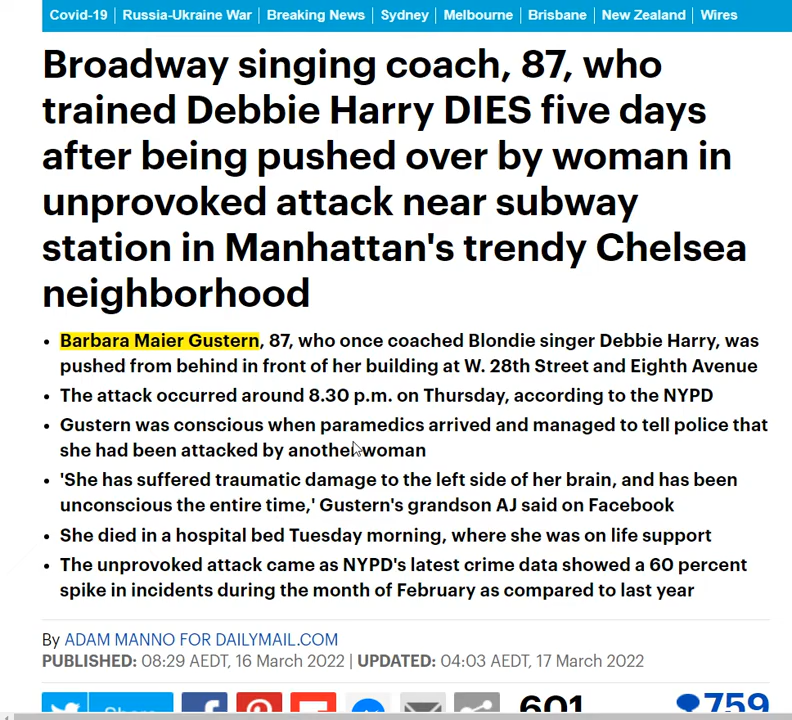 Covid-19 | Russia-Ukraine War | Breaking News | Sydney | Melbourne | Brisbane | New Zealand | Wires
Broadway singing coach, 87, who
trained Debbie Harry DIES five days
after being pushed over by woman in
unprovoked attack near subway
station in Manhattan's trendy Chelsea
neighborhood
• Barbara Maier Gustern, 87, who once coached Blondie singer Debbie Harry, was
pushed from behind in front of her building at W. 28th Street and Eighth Avenue
• The attack occurred around 8.30 p.m. on Thursday, according to the NYPD
• Gustern was conscious when paramedics arrived and managed to tell police that
she had been attacked by another woman
• 'She has suffered traumatic damage to the left side of her brain, and has been
unconscious the entire time,' Gustern's grandson AJ said on Facebook
• She died in a hospital bed Tuesday morning, where she was on life support
• The unprovoked attack came as NYPD's latest crime data showed a 60 percent
spike in incidents during the month of February as compared to last year
By ADAM MANNO FOR DAILYMAIL.COM
PUBLISHED: 08:29 AEDT, 16 March 2022 | UPDATED: 04:03 AEDT, 17 March 2022
Share 601 759